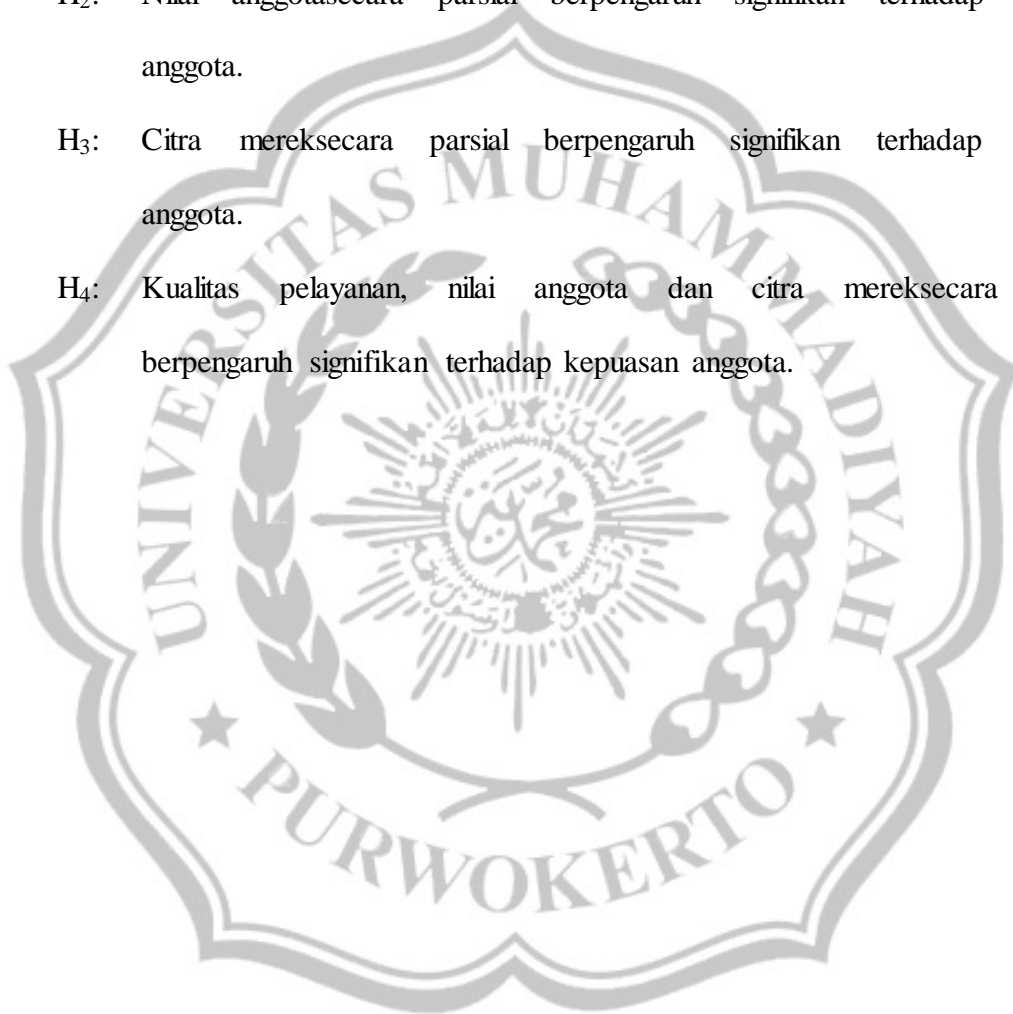 H2: Nilai anggotasecara parsial berpengaruh signifikan terhadap
anggota.
H3: Citra mereksecara parsial berpengaruh signifikan terhadap
anggota.
H4: Kualitas pelayanan, nilai anggota dan citra mereksecara
berpengaruh signifikan terhadap kepuasan anggota.
UNIVERSITAS MUHAMMADIYAH
PURWOKERTO